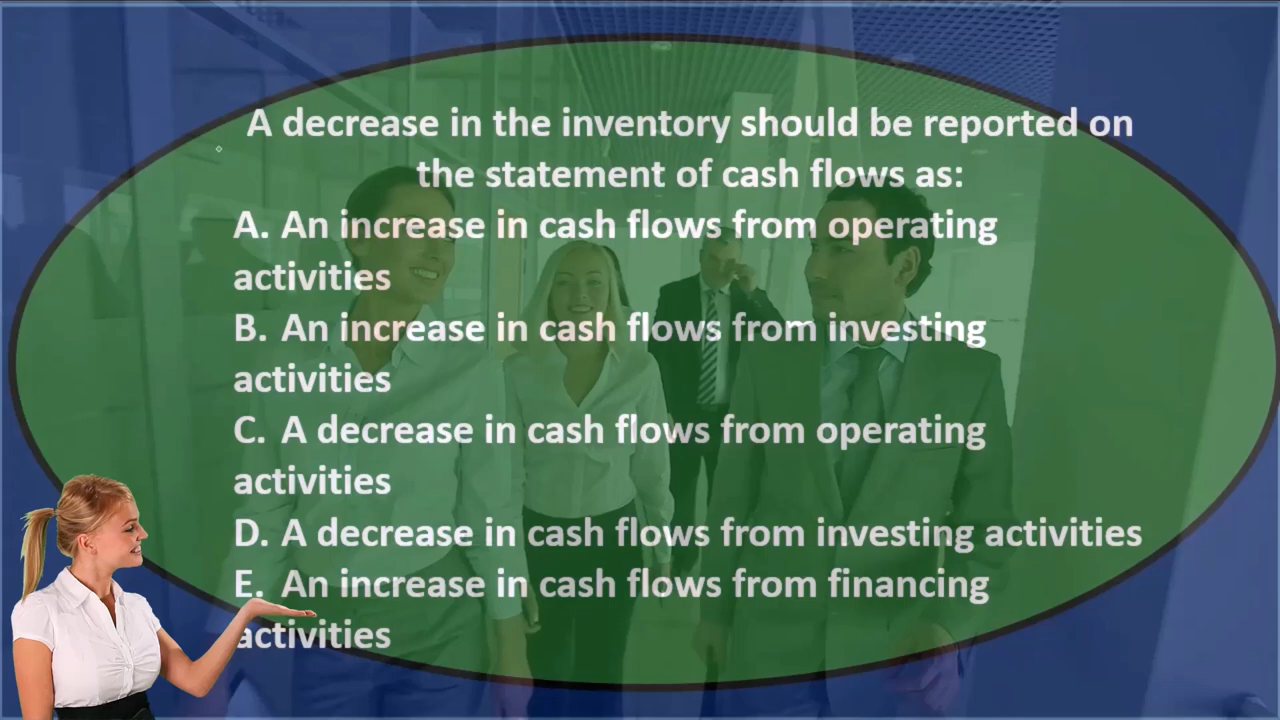 A decrease in the inventory should be reported on
the statement of cash flows as:
A. An increase in cash flows from operating
activities
B. An increase in cash flows from investing
activities
C. A decrease in cash flows from operating
activities
D. A decrease in cash flows from investing activities
E. An increase in cash flows from financing
activities